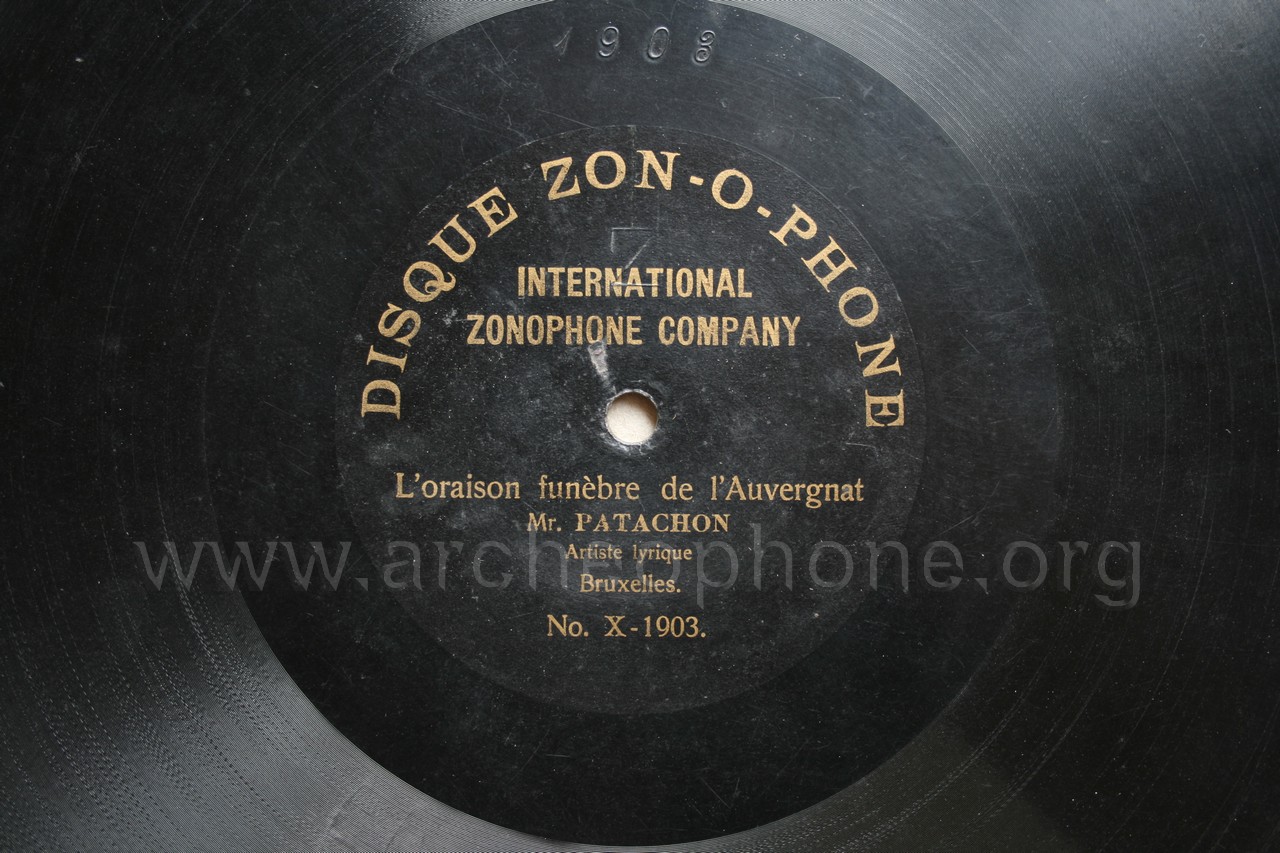 1903
DISQUE ZON-O-PHONE
INTERNATIONAL
ZONOPHONE COMPANY
L'oraison funèbre de l'Auvergnat
Mr. PATACHON
Artiste lyrique
www.archeophone.org
Bruxelles.
No. X-1903.